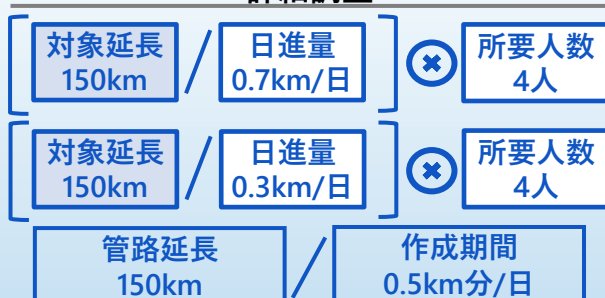 対象延長 / 日進量 所要人数
150km 0.7km/日 ✖ 4人
対象延長 / 日進量 所要人数
150km 0.3km/日 ✖ 4人
管路延長 / 作成期間
150km 0.5km分/日